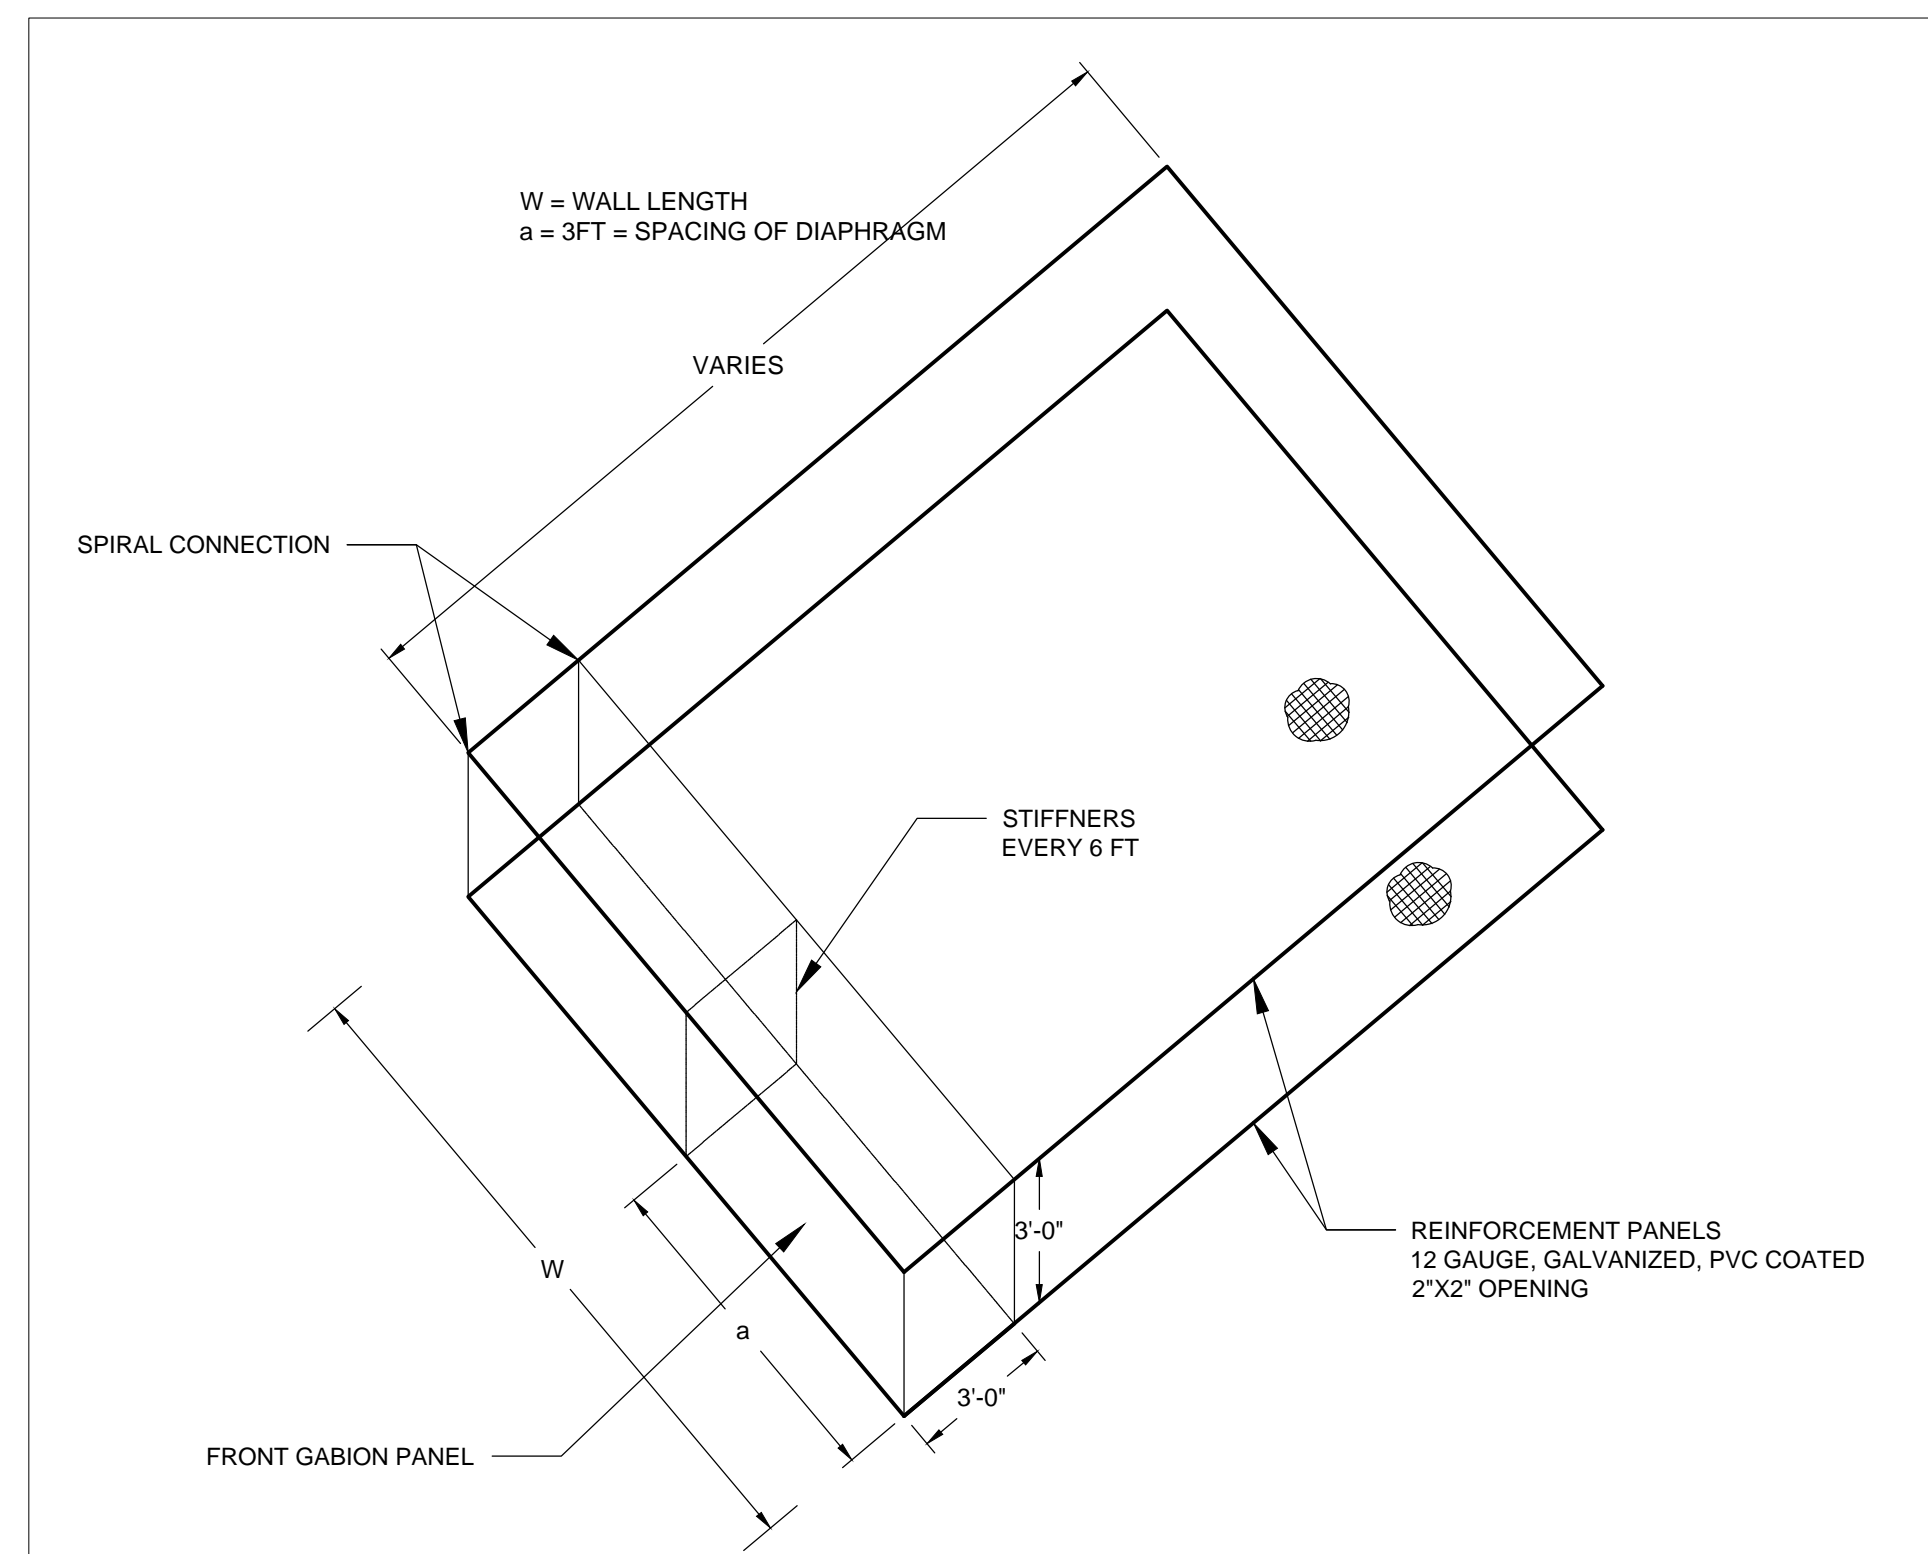 W = WALL LENGTH
a = 3FT = SPACING OF DIAPHRAGM
VARIES
SPIRAL CONNECTION
STIFFNERS
EVERY 6 FT
3'-0"
REINFORCEMENT PANELS
12 GAUGE, GALVANIZED, PVC COATED
2"X2" OPENING
W
a
3'-0"
FRONT GABION PANEL